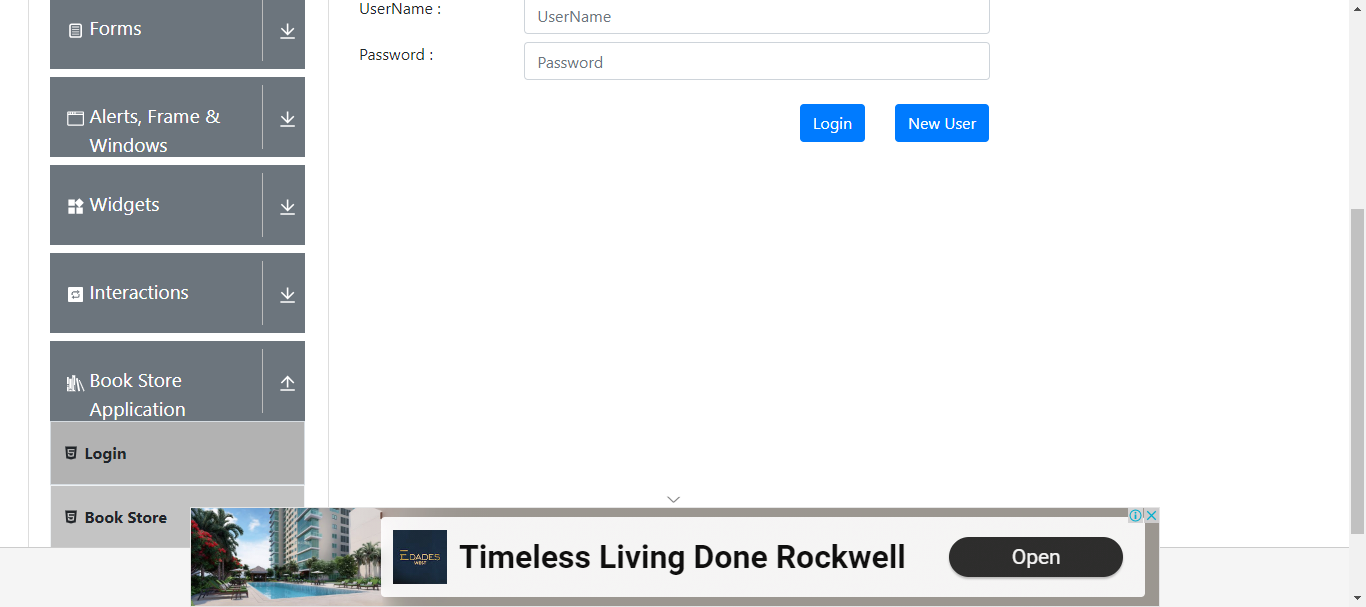 Forms
Alerts, Frame &
Windows
Widgets
Interactions
Book Store
Application
Login
Book Store
UserName :
UserName
Password :
Password
Login
New User
EDADES
WEST
Timeless Living Done Rockwell
Open